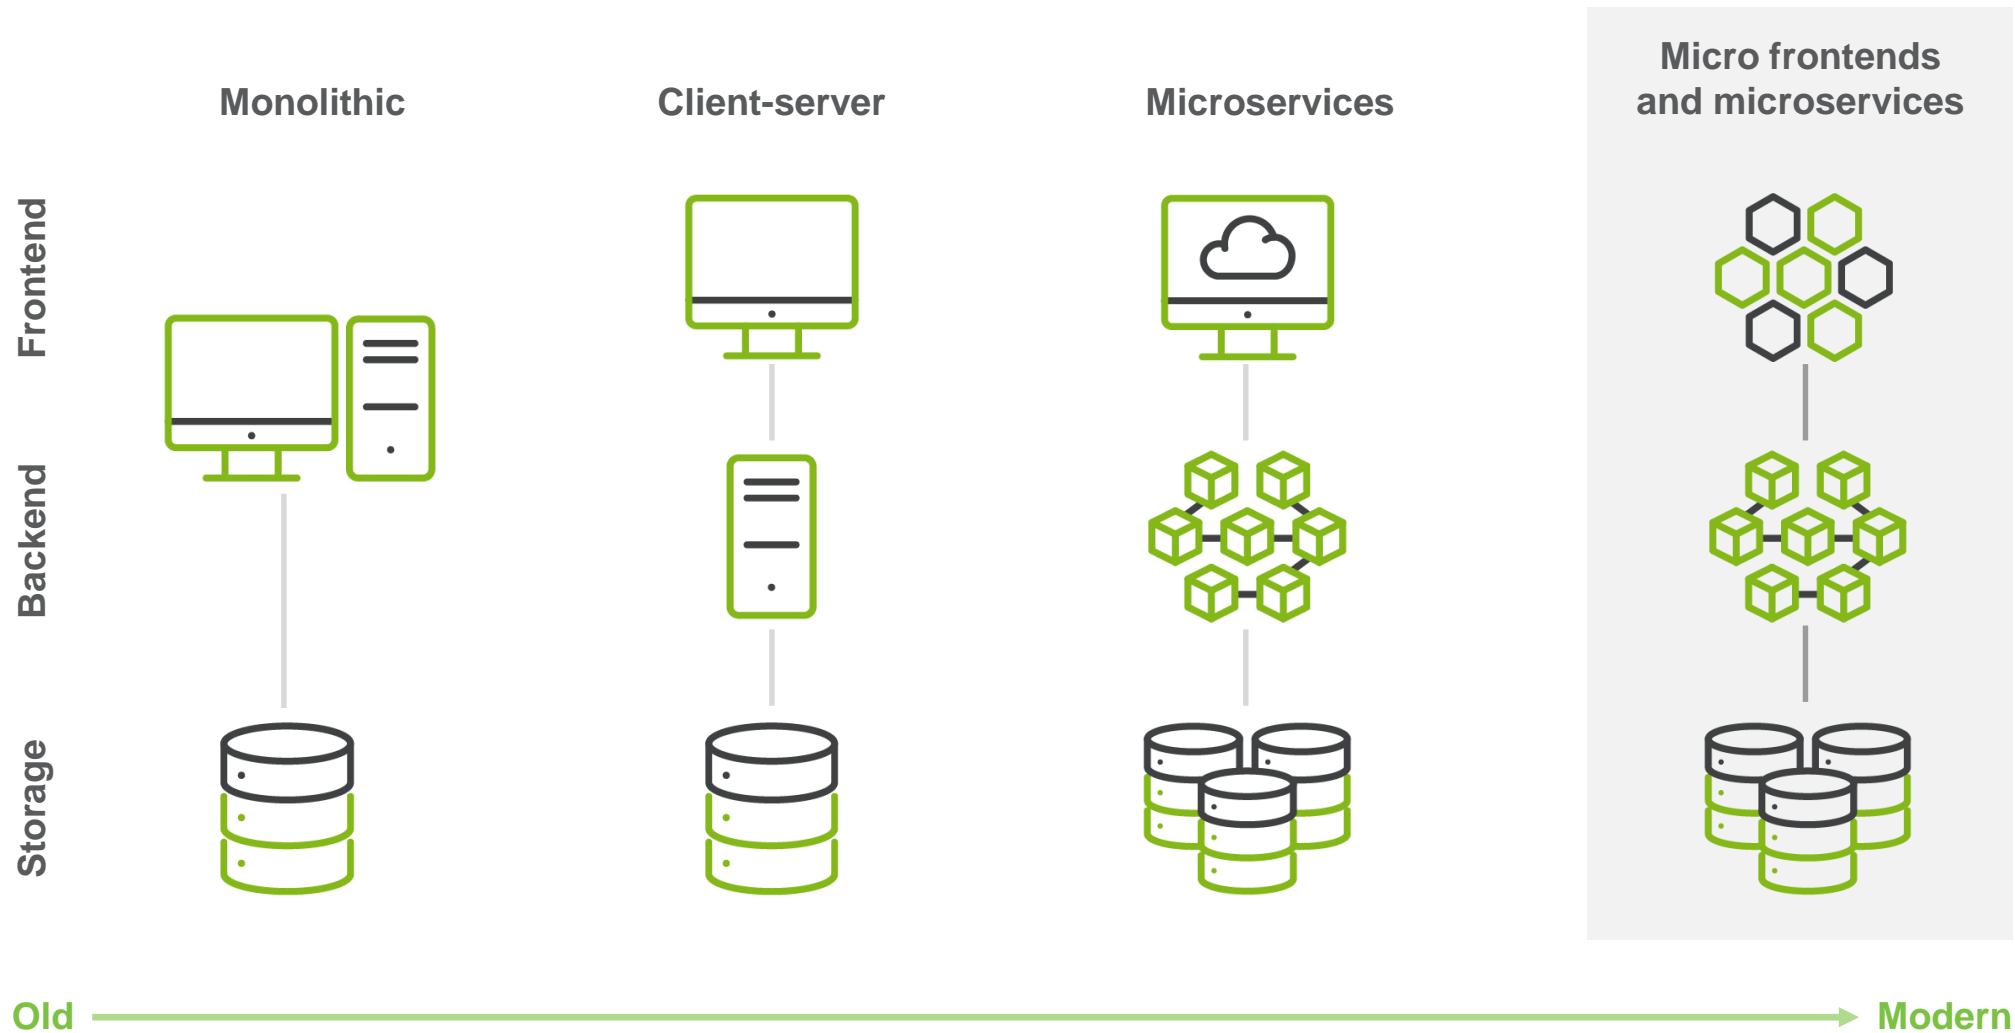 Monolithic
Client-server
Microservices
Micro frontends
and microservices
Frontend
Backend
Storage
Old
Modern